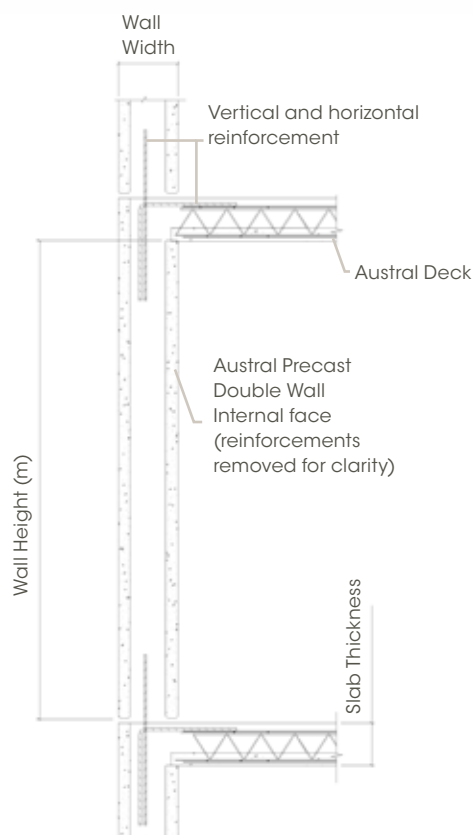 Wall
Width
Vertical and horizontal
reinforcement
Austral Deck
Austral Precast
Double Wall
Internal face
(reinforcements
removed for clarity)
Wall Height (m)
Slab Thickness